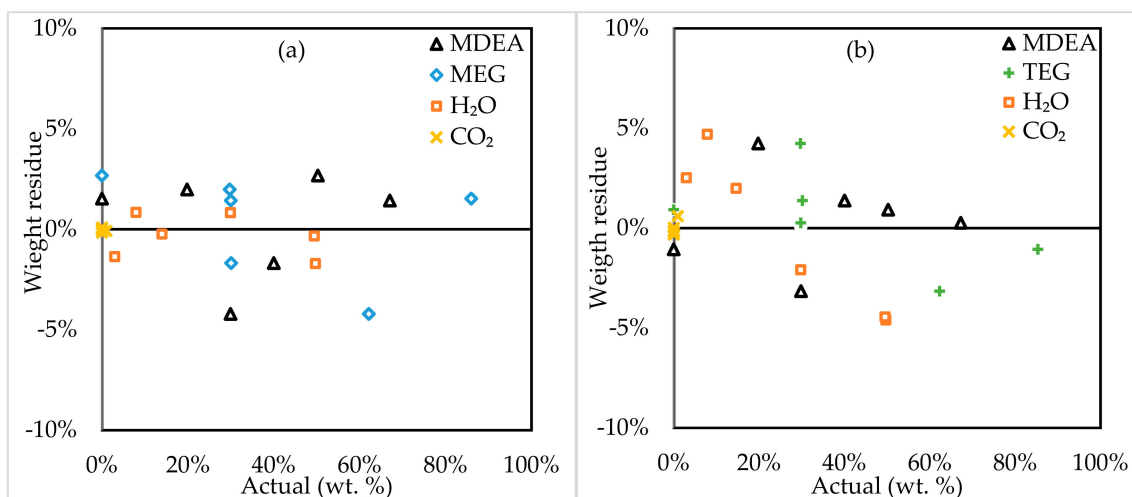 10%
(a)
MDEA
MEG
H₂O
CO₂
5%
0%
-5%
-10%
Wieght residue
0%
20%
40%
60%
80%
100%
Actual (wt. %)
10%
(b)
MDEA
TEG
H₂O
CO₂
5%
0%
-5%
-10%
Weigth residue
0%
20%
40%
60%
80%
100%
Actual (wt. %)